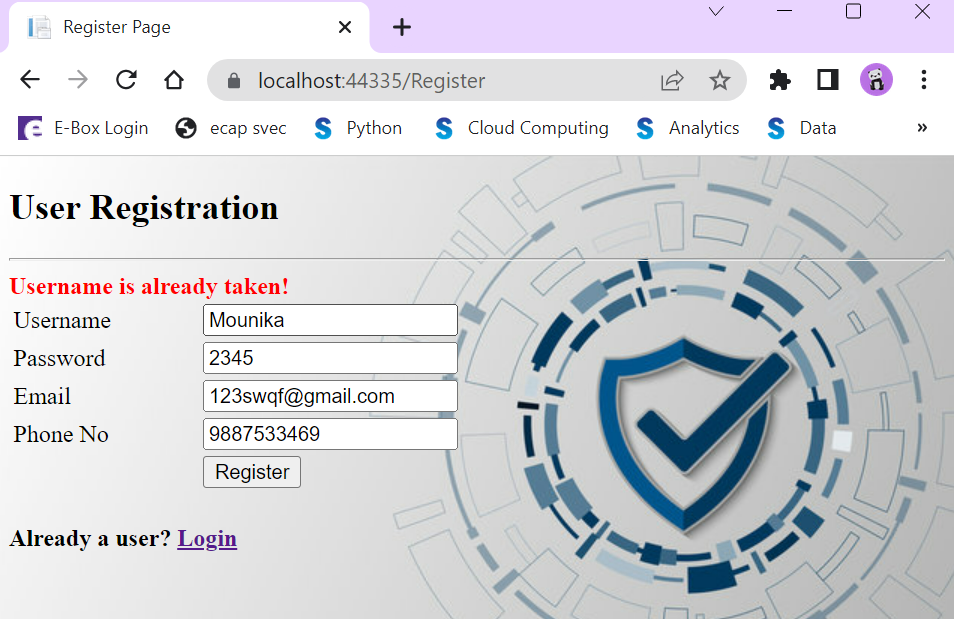 Register Page
localhost:44335/Register
E-Box Login ecap svec Python Cloud Computing Analytics Data »
User Registration
Username is already taken!
Username Mounika
Password 2345
Email 123swqf@gmail.com
Phone No 9887533469
Register
Already a user? Login